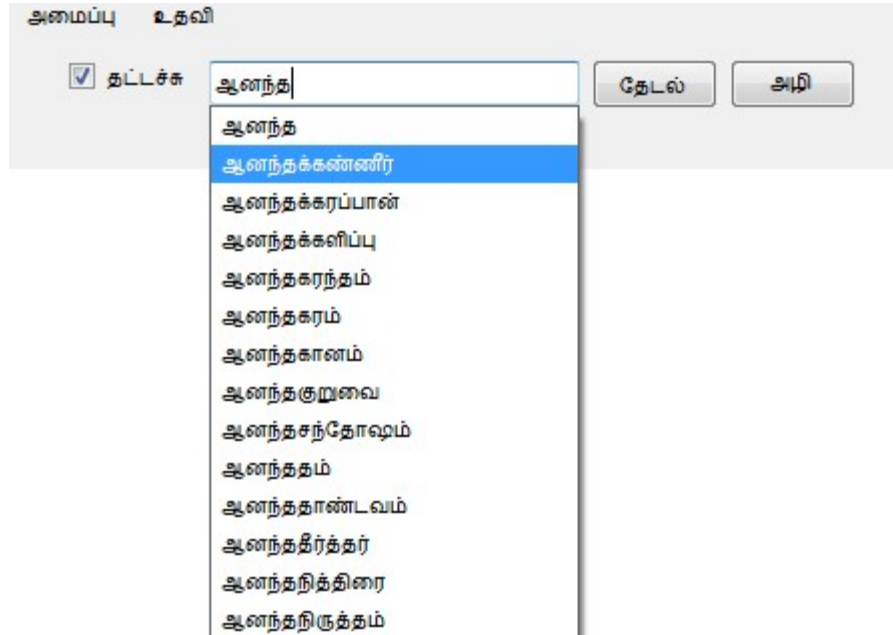 அமைப்பு உதவி
தட்டச்சு ஆனந்த தேடல் அழி
ஆனந்த
ஆனந்தக்கண்ணீர்
ஆனந்தக்கரப்பான்
ஆனந்தக்களிப்பு
ஆனந்தகரந்தம்
ஆனந்தகரம்
ஆனந்தகானம்
ஆனந்தகுறுவை
ஆனந்தசந்தோஷம்
ஆனந்ததம்
ஆனந்ததாண்டவம்
ஆனந்ததீர்த்தர்
ஆனந்தநித்திரை
ஆனந்தநிருத்தம்